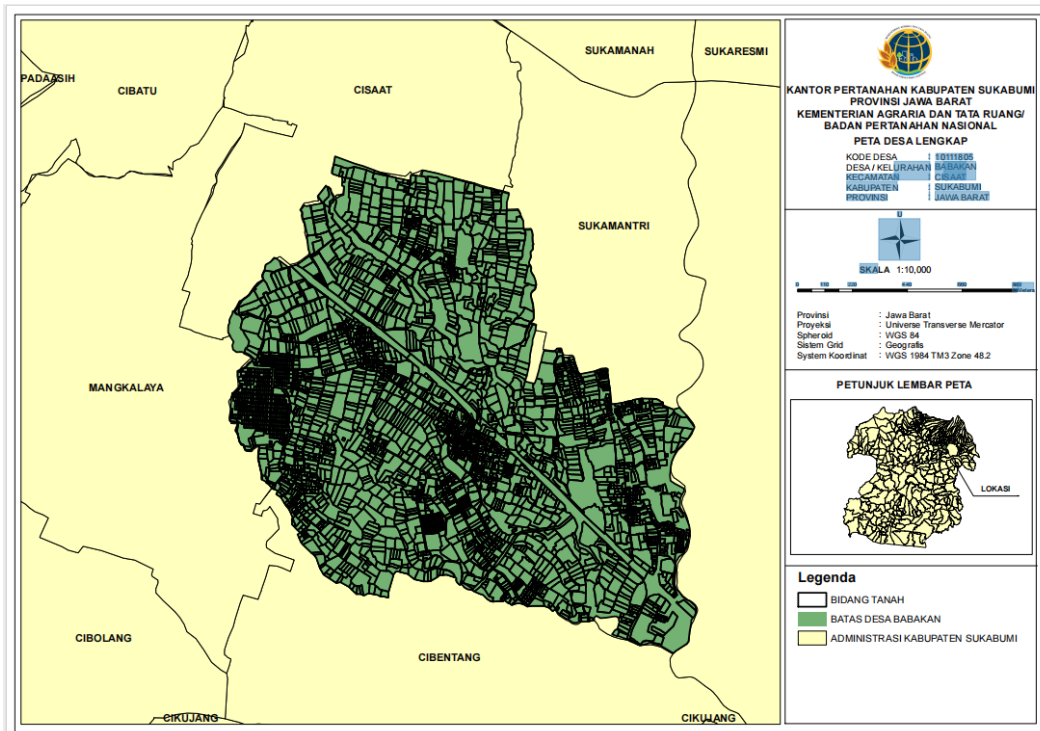 SUKAMANAH
SUKARESMI
PADAASIH
CIBATU
CISAAT
SUKAMANTRI
MANGKALAYA
CIBOLANG
CIBENTANG
CIKUJANG
CIKUJANG
KANTOR PERTANAHAN KABUPATEN SUKABUMI
PROVINSI JAWA BARAT
KEMENTERIAN AGRARIA DAN TATA RUANG/
BADAN PERTANAHAN NASIONAL
PETA DESA LENGKAP
KODE DESA : 10111805
DESA / KELURAHAN : BABAKAN
KECAMATAN : CISAAT
KABUPATEN : SUKABUMI
PROVINSI : JAWA BARAT
U
SKALA 1:10,000
Provinsi : Jawa Barat
Proyeksi : Universe Transverse Mercator
Spheroid : WGS 84
Sistem Grid : Geografis
System Koordinat : WGS 1984 TM3 Zone 48.2
PETUNJUK LEMBAR PETA
LOKASI
Legenda
BIDANG TANAH
BATAS DESA BABAKAN
ADMINISTRASI KABUPATEN SUKABUMI